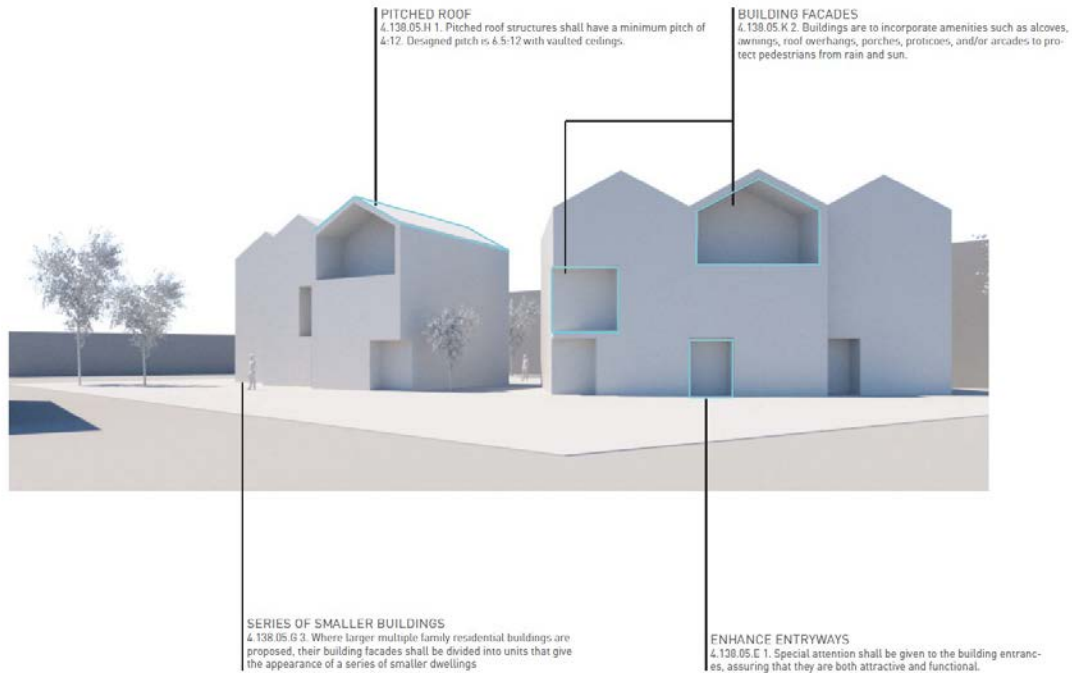 PITCHED ROOF
4.138.05.H 1. Pitched roof structures shall have a minimum pitch of
4:12. Designed pitch is 6.5:12 with vaulted ceilings.
BUILDING FACADES
4.138.05.K 2. Buildings are to incorporate amenities such as alcoves,
awnings, roof overhangs, porches, proticoes, and/or arcades to pro-
tect pedestrians from rain and sun.
SERIES OF SMALLER BUILDINGS
4.138.05.G 3. Where larger multiple family residential buildings are
proposed, their building facades shall be divided into units that give
the appearance of a series of smaller dwellings
ENHANCE ENTRYWAYS
4.138.05.E 1. Special attention shall be given to the building entranc-
es, assuring that they are both attractive and functional.